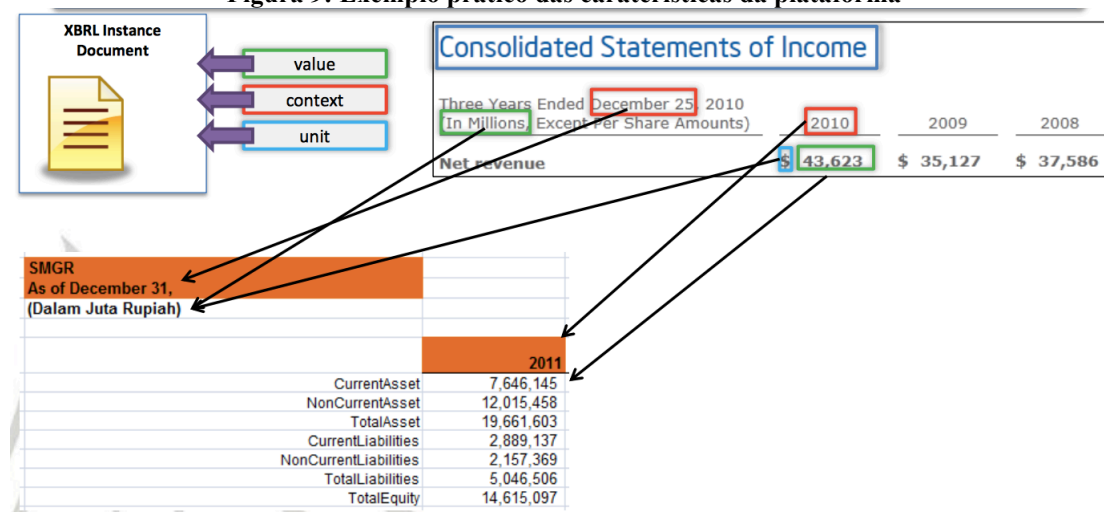 Figura 9: Exemplo prático das caraterísticas da plataforma
XBRL Instance
Document
value
context
unit
Consolidated Statements of Income
Three Years Ended December 25, 2010
(In Millions, Except Per Share Amounts)
2010 2009 2008
Net revenue $ 43,623 $ 35,127 $ 37,586
SMGR
As of December 31,
(Dalam Juta Rupiah)
2011
CurrentAsset 7,646,145
NonCurrentAsset 12,015,458
TotalAsset 19,661,603
CurrentLiabilities 2,889,137
NonCurrentLiabilities 2,157,369
TotalLiabilities 5,046,506
TotalEquity 14,615,097